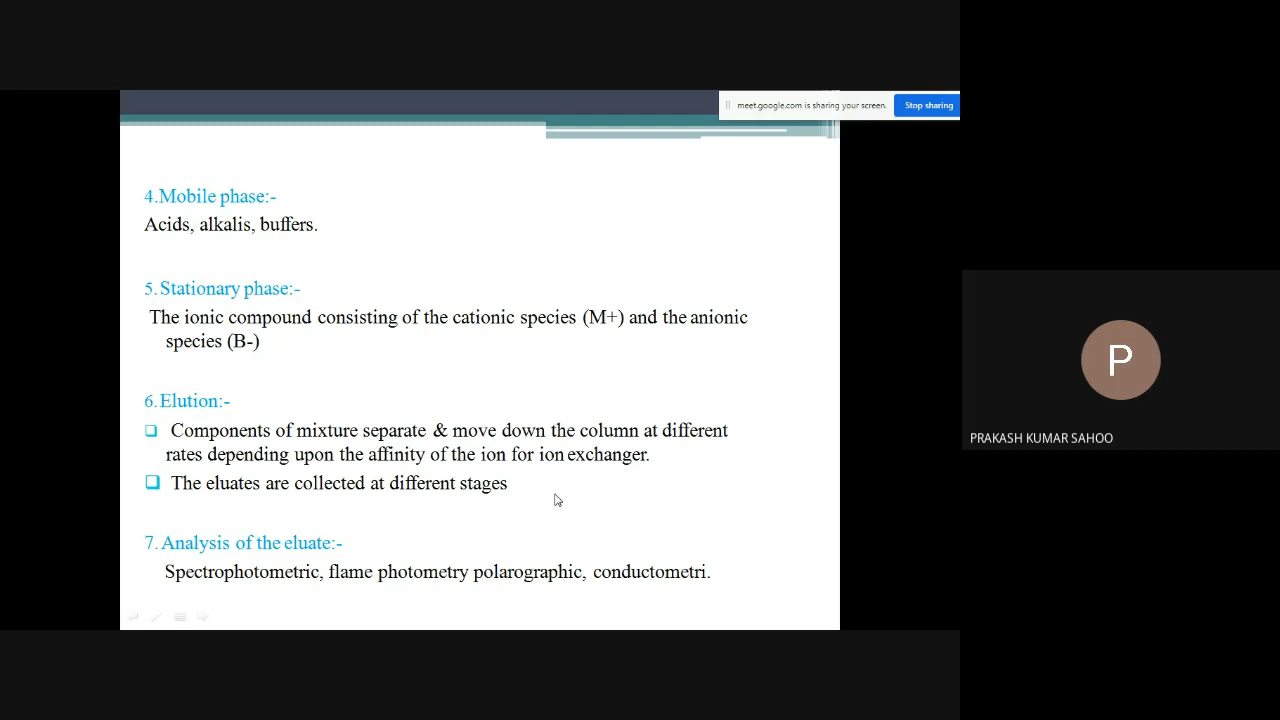 meet.google.com is sharing your screen.
Stop sharing
4.Mobile phase:-
Acids, alkalis, buffers.
5.Stationary phase:-
The ionic compound consisting of the cationic species (M+) and the anionic
species (B-)
6.Elution:-
Components of mixture separate & move down the column at different
rates depending upon the affinity of the ion for ion exchanger.
The eluates are collected at different stages
7. Analysis of the eluate:-
Spectrophotometric, flame photometry polarographic, conductometri.
P
PRAKASH KUMAR SAHOO